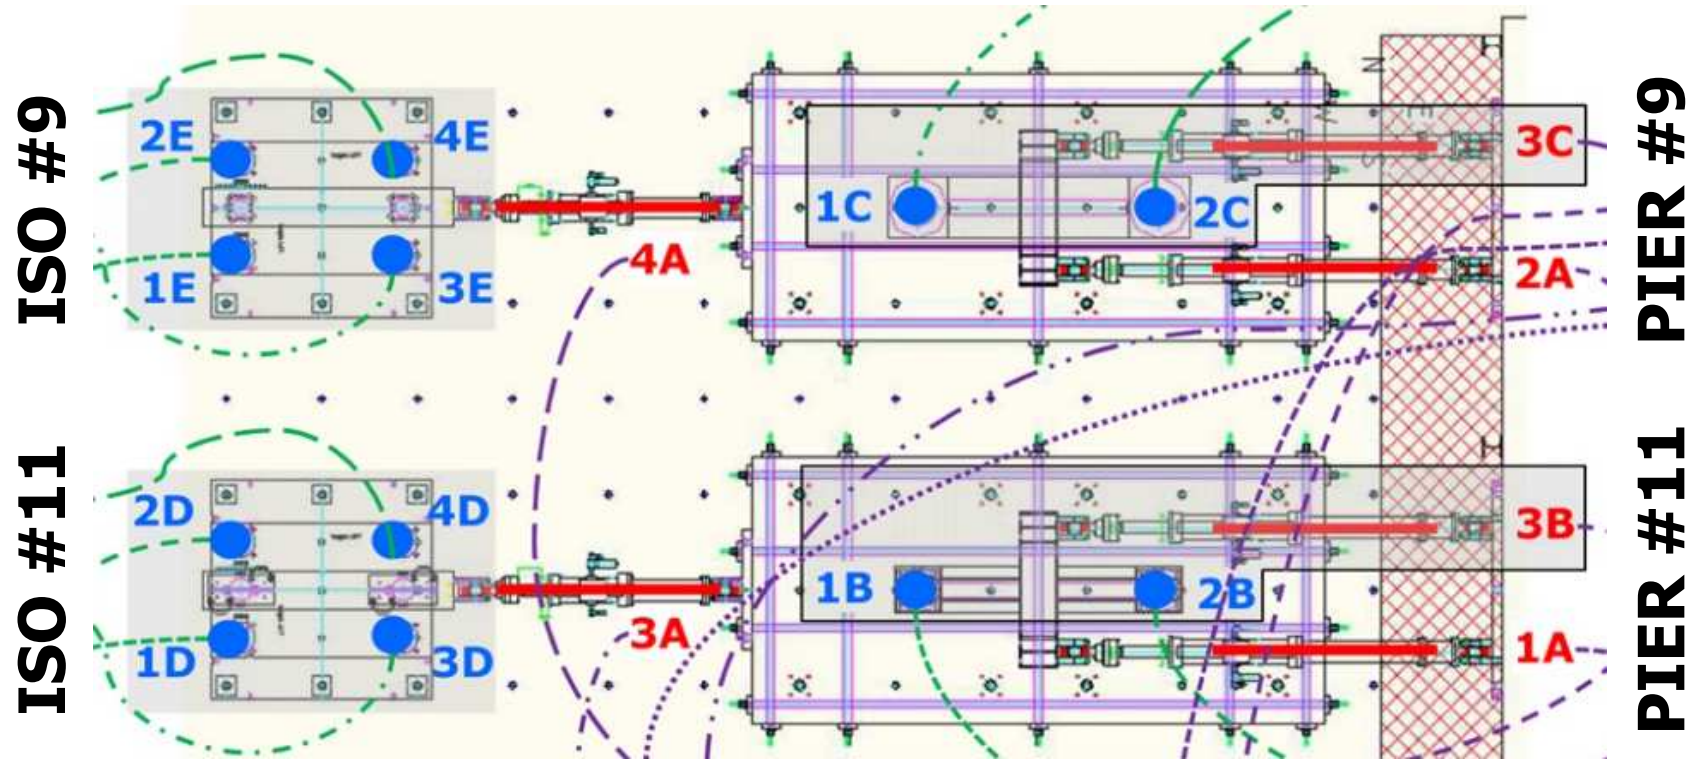 ISO #9
2E
4E
1E
3E
4A
1C
2C
3C
2A
PIER #9
N
E
W
S
ISO #11
2D
4D
1D
3D
3A
1B
2B
3B
1A
PIER #11